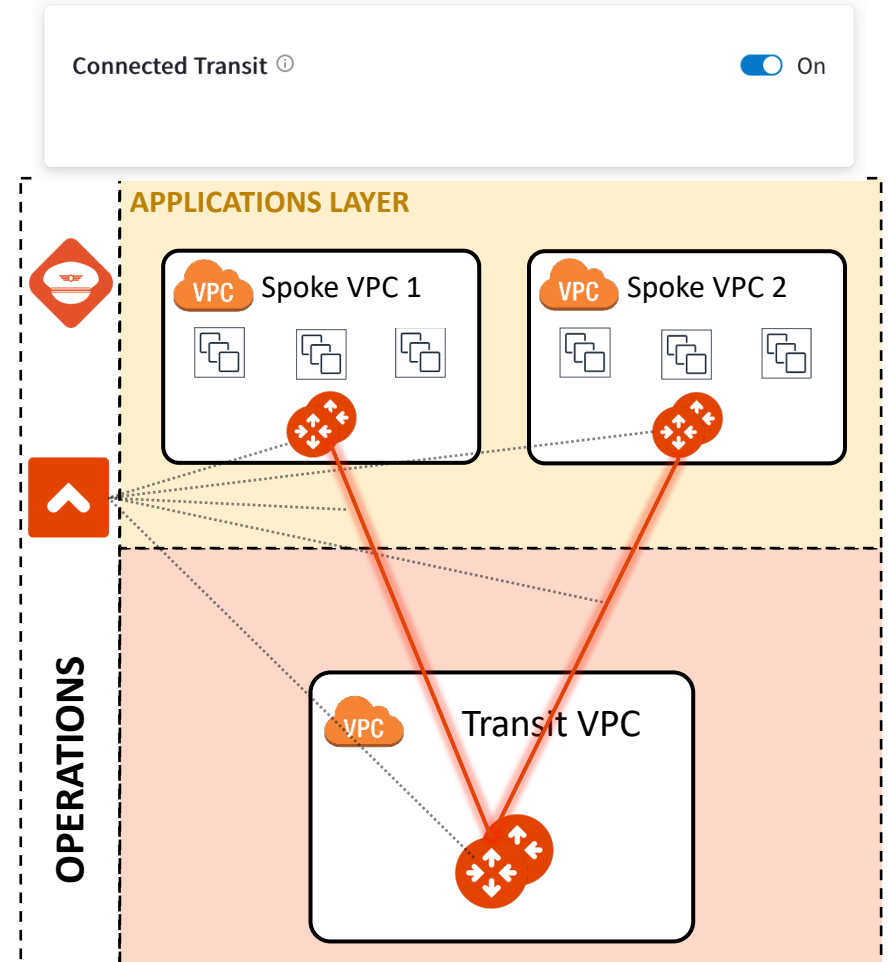 Connected Transit
On
APPLICATIONS LAYER
VPC
Spoke VPC 1
VPC
Spoke VPC 2
OPERATIONS
VPC
Transit VPC